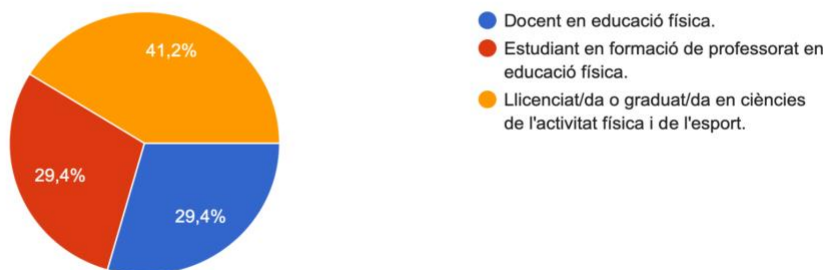 41,2%
29,4%
29,4%
Docent en educació física.
Estudiant en formació de professorat en
educació física.
Llicenciat/da o graduat/da en ciències
de l'activitat física i de l'esport.